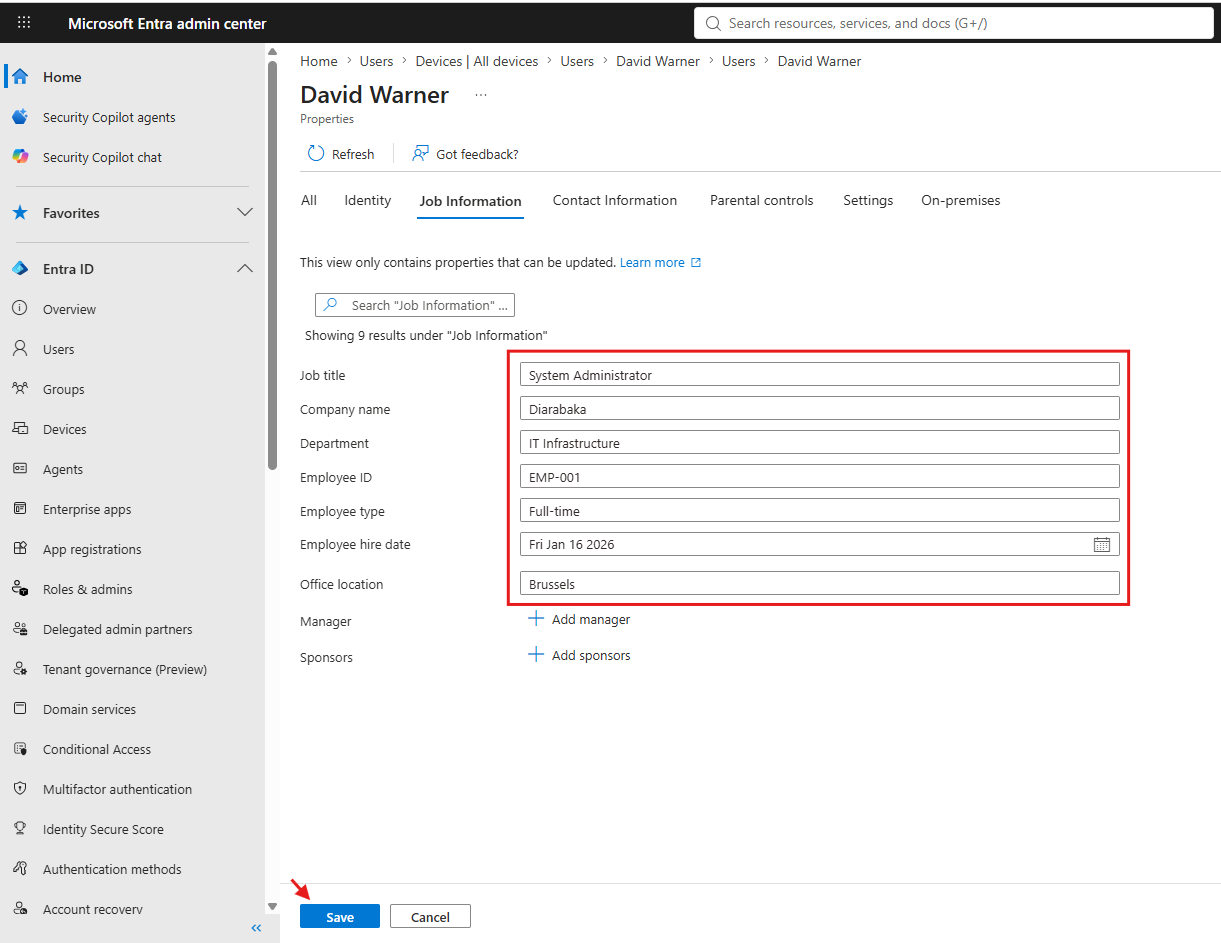 Microsoft Entra admin center
Search resources, services, and docs (G+/)
Home
Security Copilot agents
Security Copilot chat
Favorites
Entra ID
Overview
Users
Groups
Devices
Agents
Enterprise apps
App registrations
Roles & admins
Delegated admin partners
Tenant governance (Preview)
Domain services
Conditional Access
Multifactor authentication
Identity Secure Score
Authentication methods
Account recovery
Home > Users > Devices | All devices > Users > David Warner > Users > David Warner
David Warner ...
Properties
Refresh Got feedback?
All Identity Job Information Contact Information Parental controls Settings On-premises
This view only contains properties that can be updated. Learn more
Search "Job Information" ...
Showing 9 results under "Job Information"
Job title System Administrator
Company name Diarabaka
Department IT Infrastructure
Employee ID EMP-001
Employee type Full-time
Employee hire date Fri Jan 16 2026
Office location Brussels
Manager Add manager
Sponsors Add sponsors
Save Cancel